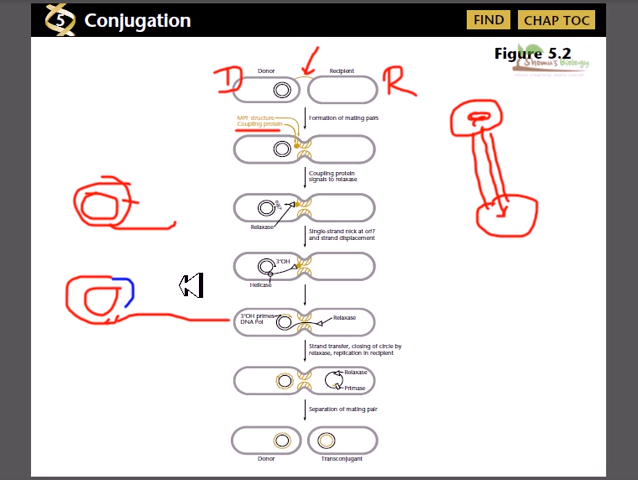 5 Conjugation
FIND
CHAP TOC
Figure 5.2
Shomu's Biology
D
Donor
Recipient
R
Formation of mating pairs
MPF structure
Coupling protein
Coupling protein
signals to relaxase
Relaxase
Single-strand nick at oriT
and strand displacement
3'OH
Helicase
3'OH primes
DNA Pol
Relaxase
Strand transfer, closing of circle by
relaxase, replication in recipient
Relaxase
Primase
Separation of mating pair
Donor
Transconjugant